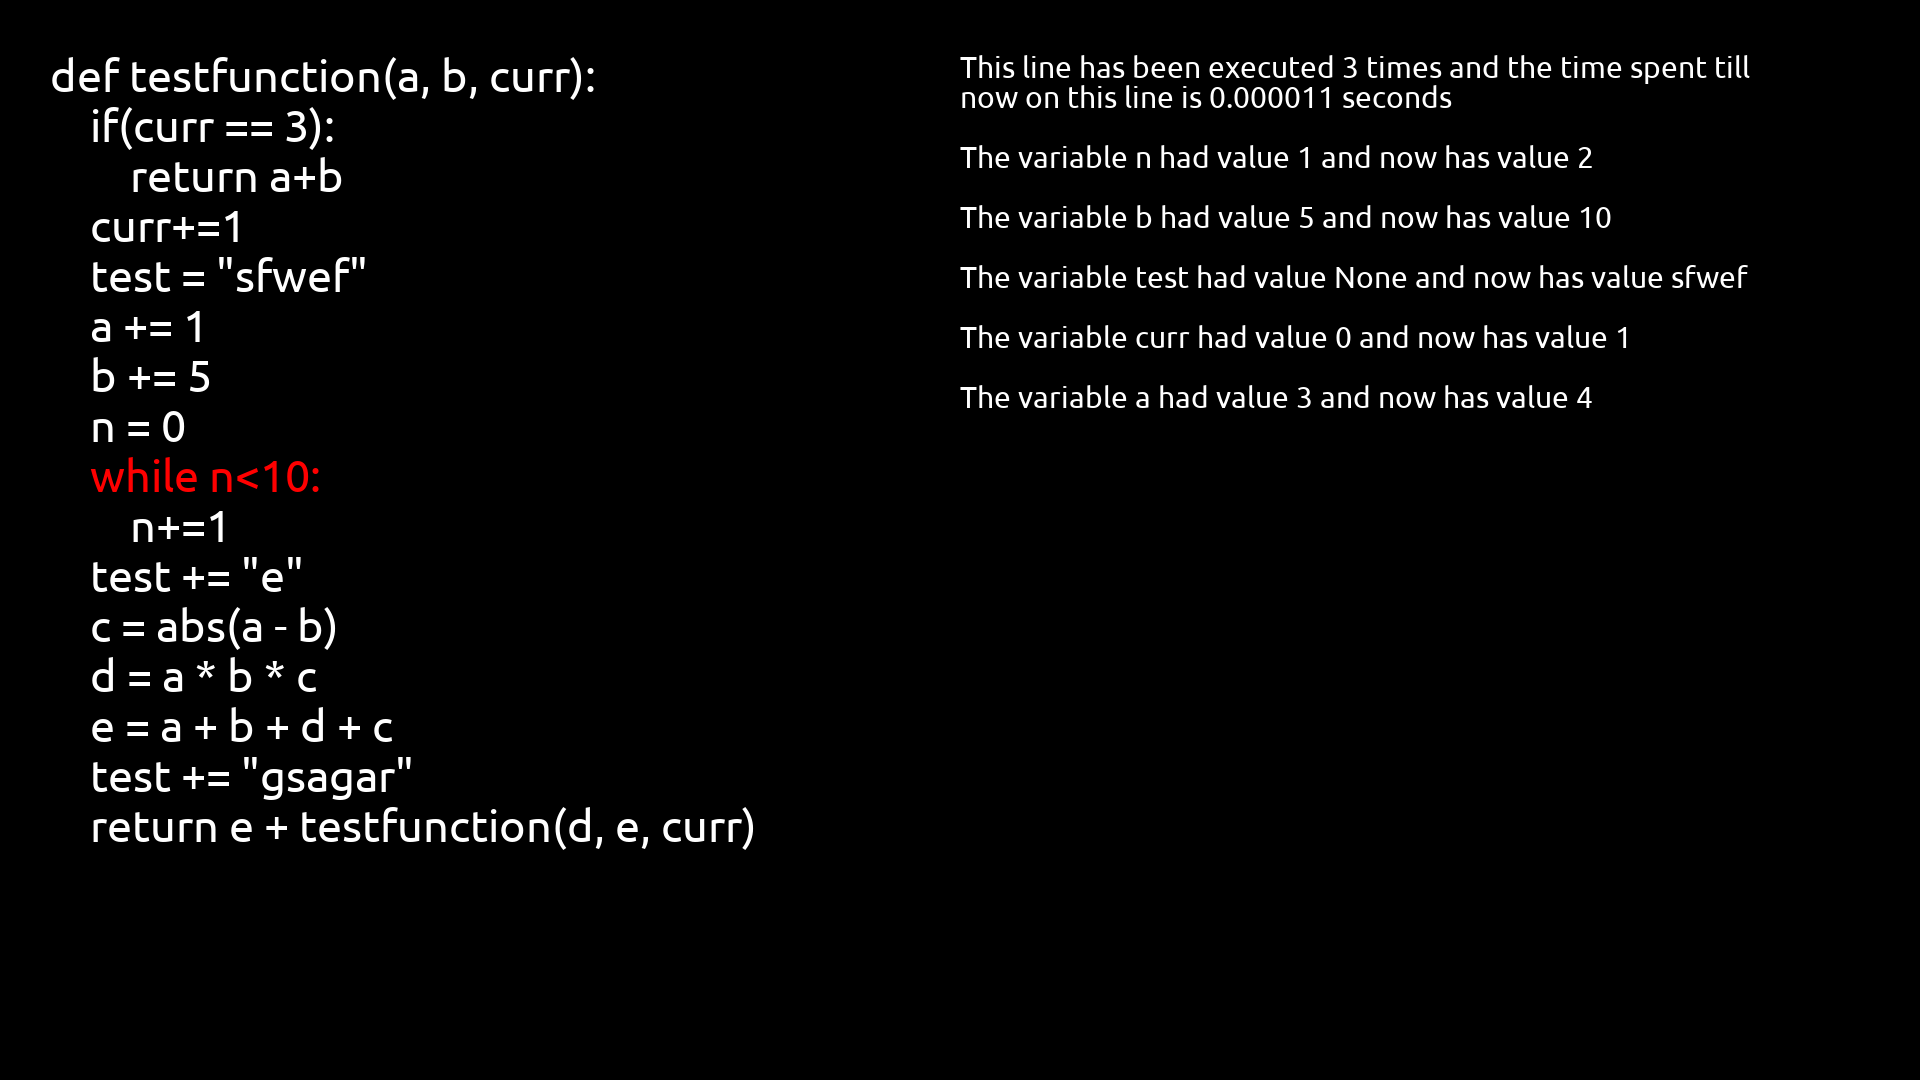 def testfunction(a, b, curr):
if(curr == 3):
return a+b
curr+=1
test = "sfwef"
a += 1
b += 5
n = 0
while n<10:
n+=1
test += "e"
c = abs(a - b)
d = a * b * c
e = a + b + d + c
test += "gsagar"
return e + testfunction(d, e, curr)
This line has been executed 3 times and the time spent till
now on this line is 0.000011 seconds
The variable n had value 1 and now has value 2
The variable b had value 5 and now has value 10
The variable test had value None and now has value sfwef
The variable curr had value 0 and now has value 1
The variable a had value 3 and now has value 4